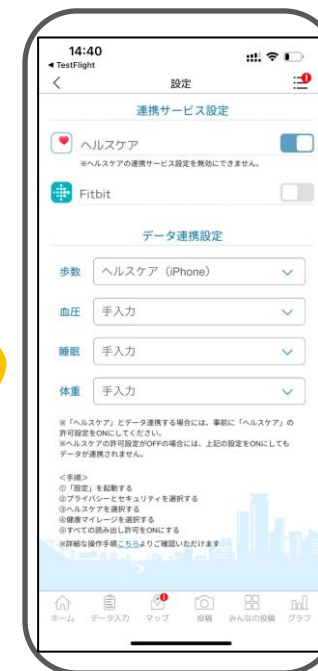 14:40
◀ TestFlight
設定
連携サービス設定
ヘルスケア
※ヘルスケアの連携サービス設定を無効にできません。
Fitbit
データ連携設定
歩数 ヘルスケア（iPhone）
血圧 手入力
睡眠 手入力
体重 手入力
※「ヘルスケア」とデータ連携する場合には、事前に「ヘルスケア」の
許可設定をONにしてください。
※ヘルスケアの許可設定がOFFの場合には、上記の設定をONにしても
データが連携されません。
＜手順＞
①「設定」を起動する
②プライバシーとセキュリティを選択する
③ヘルスケアを選択する
④健康マイレージを選択する
⑤すべての読み出し許可をONにする
※詳細な操作手順こちらよりご確認いただけます
ホーム データ入力 マップ 投稿 みんなの投稿 グラフ